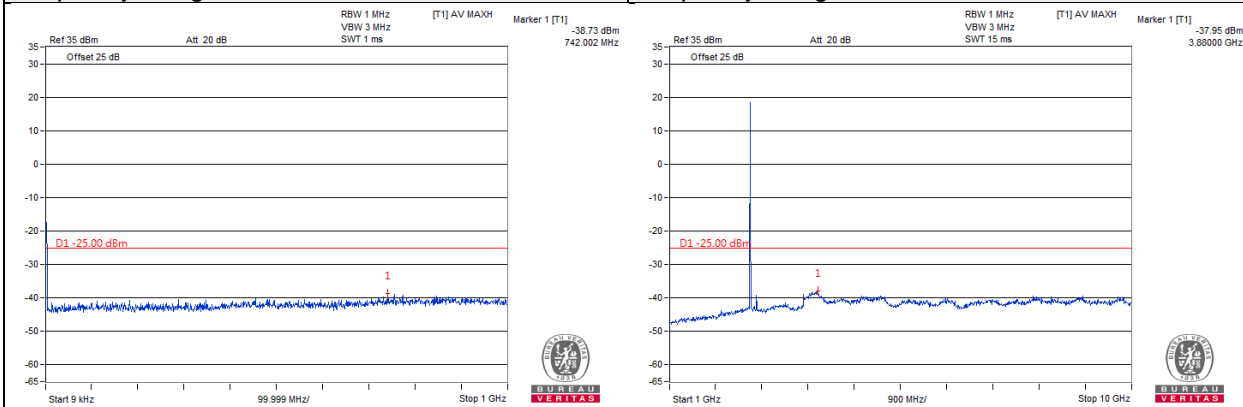 RBW 1 MHz [T1] AV MAXH Marker 1 [T1]
VBW 3 MHz -38.73 dBm
Ref 35 dBm Att 20 dB SWT 1 ms 742.002 MHz
35
Offset 25 dB
30
20
10
0
-10
-20
D1 -25.00 dBm
-30
1
-40
-50
-60
-65
Start 9 kHz 99.999 MHz/ Stop 1 GHz
BUREAU VERITAS
1828
BUREAU
VERITAS
RBW 1 MHz [T1] AV MAXH Marker 1 [T1]
VBW 3 MHz -37.95 dBm
Ref 35 dBm Att 20 dB SWT 15 ms 3.88000 GHz
35
Offset 25 dB
30
20
10
0
-10
-20
D1 -25.00 dBm
-30
1
-40
-50
-60
-65
Start 1 GHz 900 MHz/ Stop 10 GHz
BUREAU VERITAS
1828
BUREAU
VERITAS